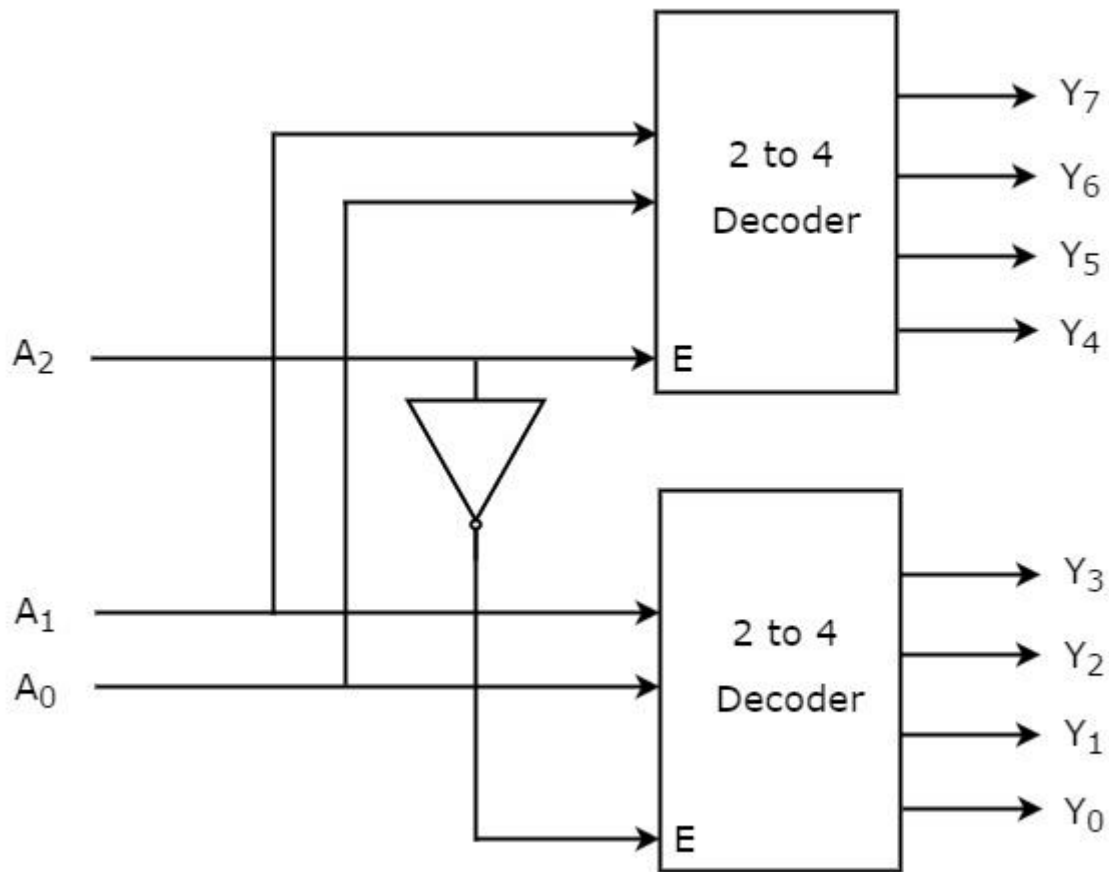 Y₇
2 to 4
Y₆
Decoder
Y₅
A₂
E
Y₄
Y₃
A₁
2 to 4
Y₂
A₀
Decoder
Y₁
Y₀
E